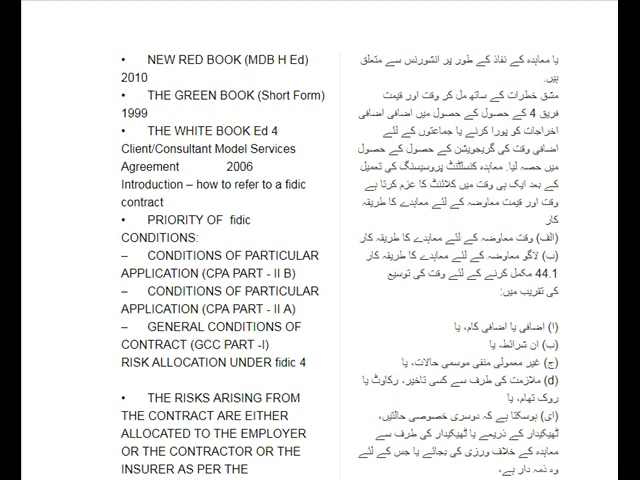 • NEW RED BOOK (MDB H Ed)
2010
• THE GREEN BOOK (Short Form)
1999
• THE WHITE BOOK Ed 4
Client/Consultant Model Services
Agreement 2006
Introduction – how to refer to a fidic
contract
• PRIORITY OF fidic
CONDITIONS:
– CONDITIONS OF PARTICULAR
APPLICATION (CPA PART - II B)
– CONDITIONS OF PARTICULAR
APPLICATION (CPA PART - II A)
– GENERAL CONDITIONS OF
CONTRACT (GCC PART -I)
RISK ALLOCATION UNDER fidic 4
• THE RISKS ARISING FROM
THE CONTRACT ARE EITHER
ALLOCATED TO THE EMPLOYER
OR THE CONTRACTOR OR THE
INSURER AS PER THE
یا معاہدہ کے نفاذ کے طور پر انشورنس سے متعلق
ہیں.
مشق خطرات کے ساتھ مل کر وقت اور قیمت
فریق 4 کے حصول کے حصول میں اضافی اضافی
اخراجات کو پورا کرنے یا جماعتوں کے لئے
اضافی وقت کی گریجویشن کے حصول کے حصول
میں حصہ لیا. معاہدہ کنسلٹنٹ پروسیسنگ کی تعمیل
کے بعد ایک ہی وقت میں کلائنٹ کا عزم کرتا ہے
وقت اور قیمت معاوضہ کے لئے معاہدے کا طریقہ
کار
(الف) وقت معاوضہ کے لئے معاہدے کا طریقہ کار
(ب) لاگو معاوضہ کے لئے معاہدے کا طریقہ کار
44.1 مکمل کرنے کے لئے وقت کی توسیع
کی تقریب میں:
(ا) اضافی یا اضافی کام، یا
(ب) ان شرائط، یا
(ج) غیر معمولی منفی موسمی حالات، یا
(d) ملازمت کی طرف سے کسی تاخیر، رکاوٹ یا
روک تھام، یا
(ای) ہوسکتا ہے کہ دوسری خصوصی حالتیں،
ٹھیکیدار کے ذریعے یا ٹھیکیدار کی طرف سے
معاہدہ کے خلاف ورزی کی بجائے یا جس کے لئے
وہ ذمہ دار ہے،